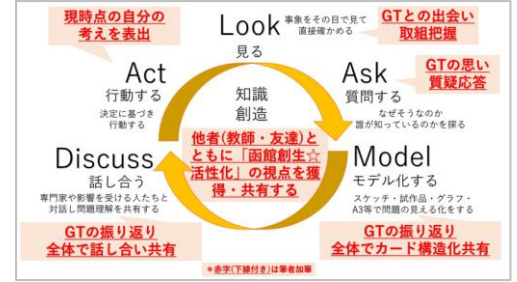 Look
見る
事象をその目で見て
直接確かめる
GTとの出会い
取組把握
Ask
質問する
なぜそうなのか
誰が知っているのかを探る
GTの思い
質疑応答
Model
モデル化する
スケッチ・試作品・グラフ・
A3等で問題の見える化をする
GTの振り返り
全体でカード構造化共有
Discuss
話し合う
専門家や影響を受ける人たちと
対話し問題理解を共有する
GTの振り返り
全体で話し合い共有
Act
行動する
決定に基づき
行動する
現時点の自分の
考えを表出
知識
創造
他者(教師・友達)と
ともに「函館創生☆
活性化」の視点を獲
得・共有する
＊赤字(下線付き)は筆者加筆